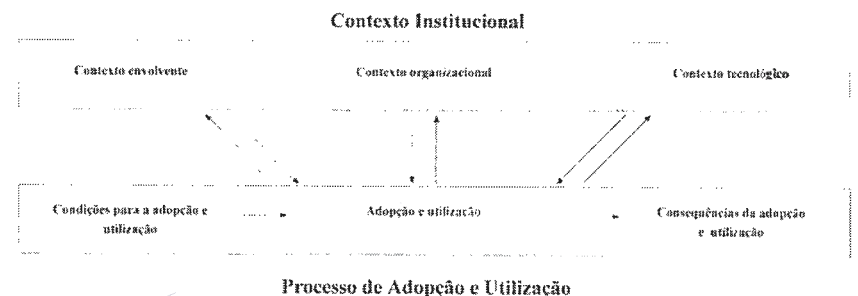 Contexto Institucional
Contexto envolvente
Contexto organizacional
Contexto tecnológico
Condições para a adopção e
utilização
Adopção e utilização
Consequências da adopção
e utilização
Processo de Adopção e Utilização